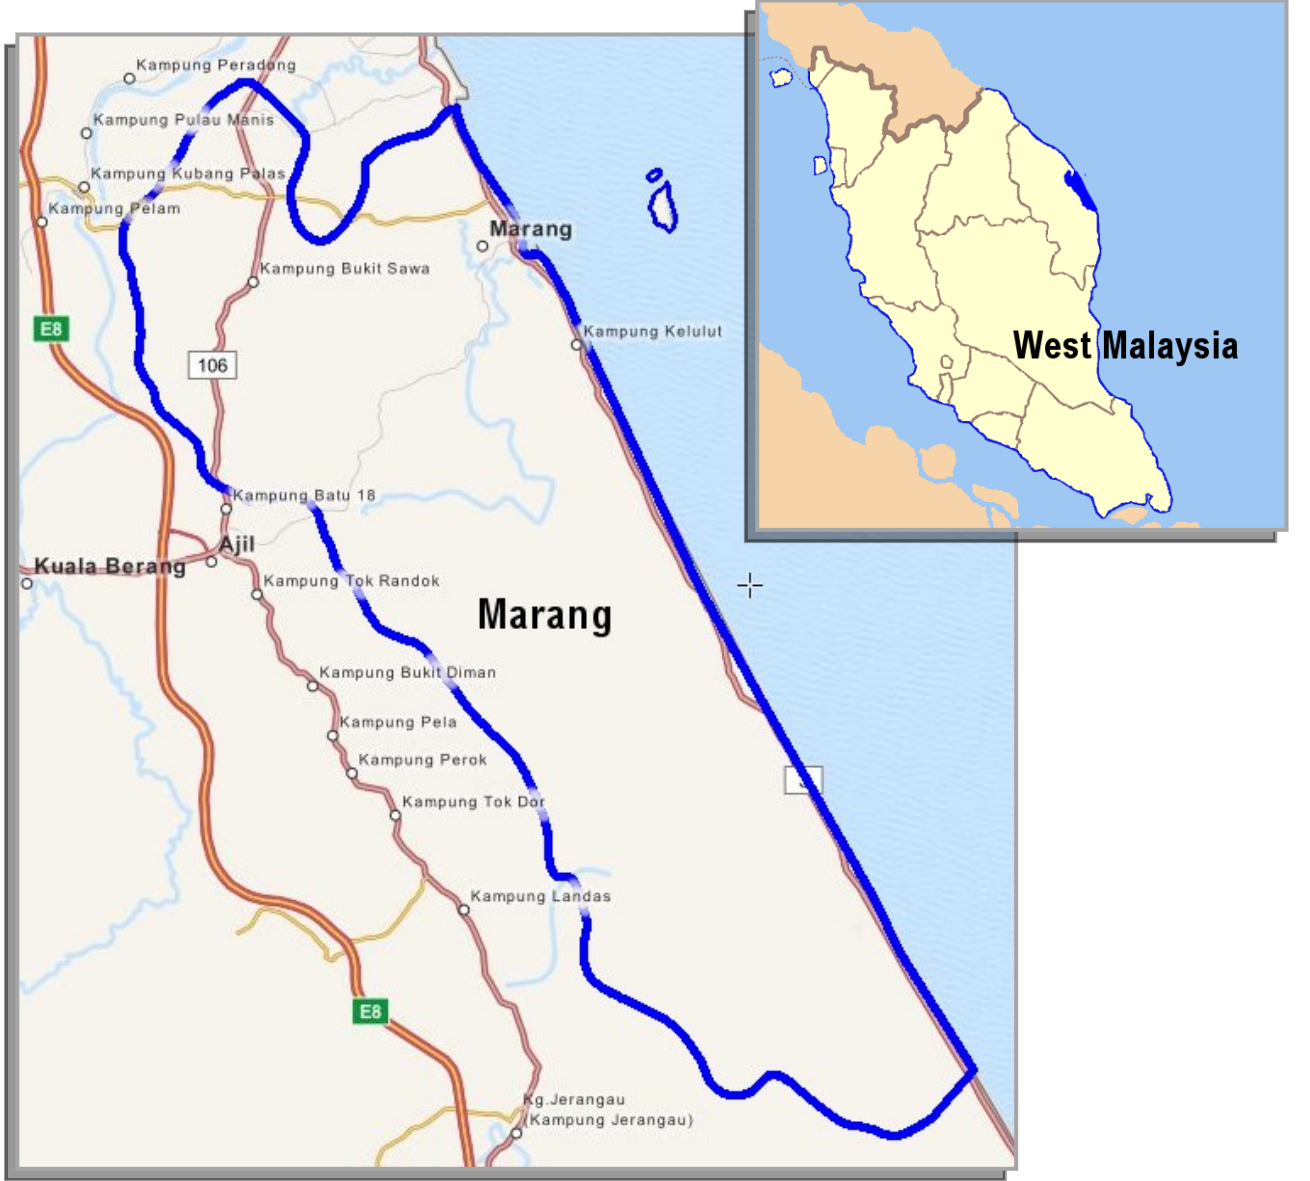 Kampung Peradong
Kampung Pulau Manis
Kampung Kubang Palas
Kampung Pelam
Marang
Kampung Bukit Sawa
E8
Kampung Kelulut
West Malaysia
106
Kampung Batu 18
Ajil
Kuala Berang
Kampung Tok Randok
Marang
Kampung Bukit Diman
Kampung Pela
Kampung Perok
Kampung Tok Dor
Kampung Landas
E8
Kg.Jerangau
(Kampung Jerangau)